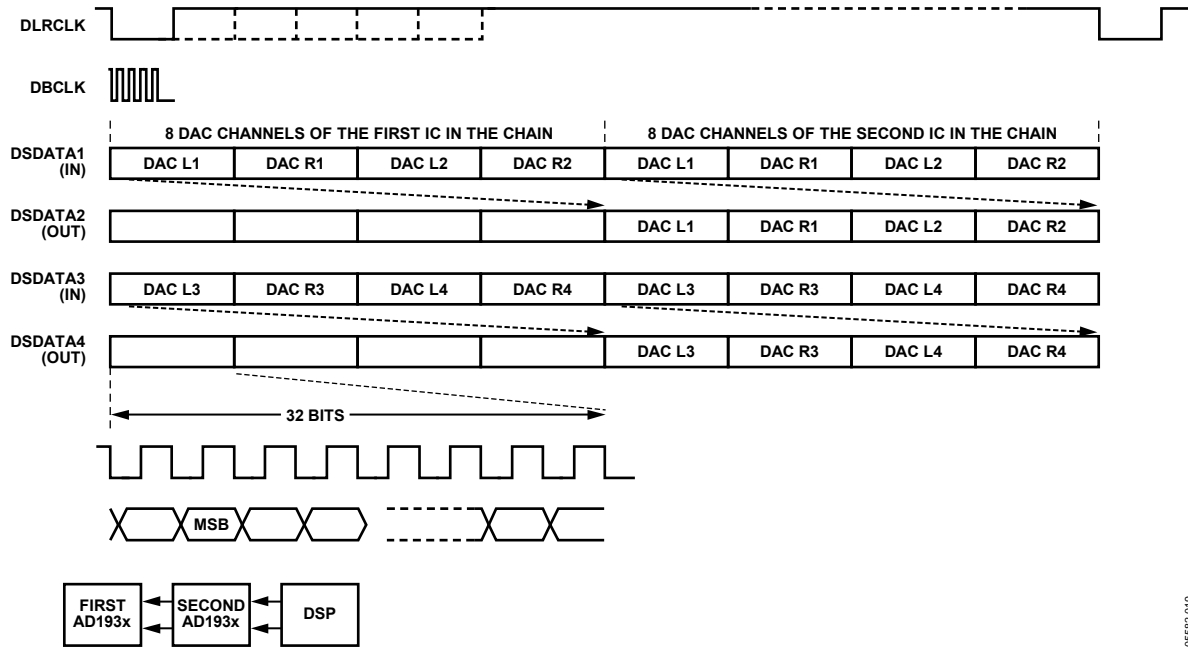 DLRCLK
DBCLK
8 DAC CHANNELS OF THE FIRST IC IN THE CHAIN 8 DAC CHANNELS OF THE SECOND IC IN THE CHAIN
DSDATA1
(IN)
DAC L1 DAC R1 DAC L2 DAC R2 DAC L1 DAC R1 DAC L2 DAC R2
DSDATA2
(OUT)
DAC L1 DAC R1 DAC L2 DAC R2
DSDATA3
(IN)
DAC L3 DAC R3 DAC L4 DAC R4 DAC L3 DAC R3 DAC L4 DAC R4
DSDATA4
(OUT)
DAC L3 DAC R3 DAC L4 DAC R4
32 BITS
MSB
FIRST
AD193x
SECOND
AD193x
DSP